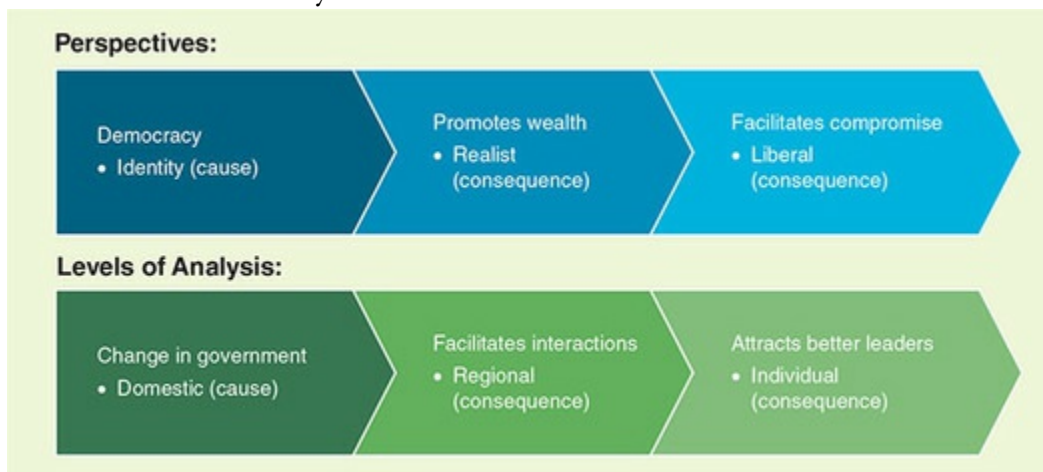 Perspectives:
Democracy
• Identity (cause)
Promotes wealth
• Realist
(consequence)
Facilitates compromise
• Liberal
(consequence)
Levels of Analysis:
Change in government
• Domestic (cause)
Facilitates interactions
• Regional
(consequence)
Attracts better leaders
• Individual
(consequence)